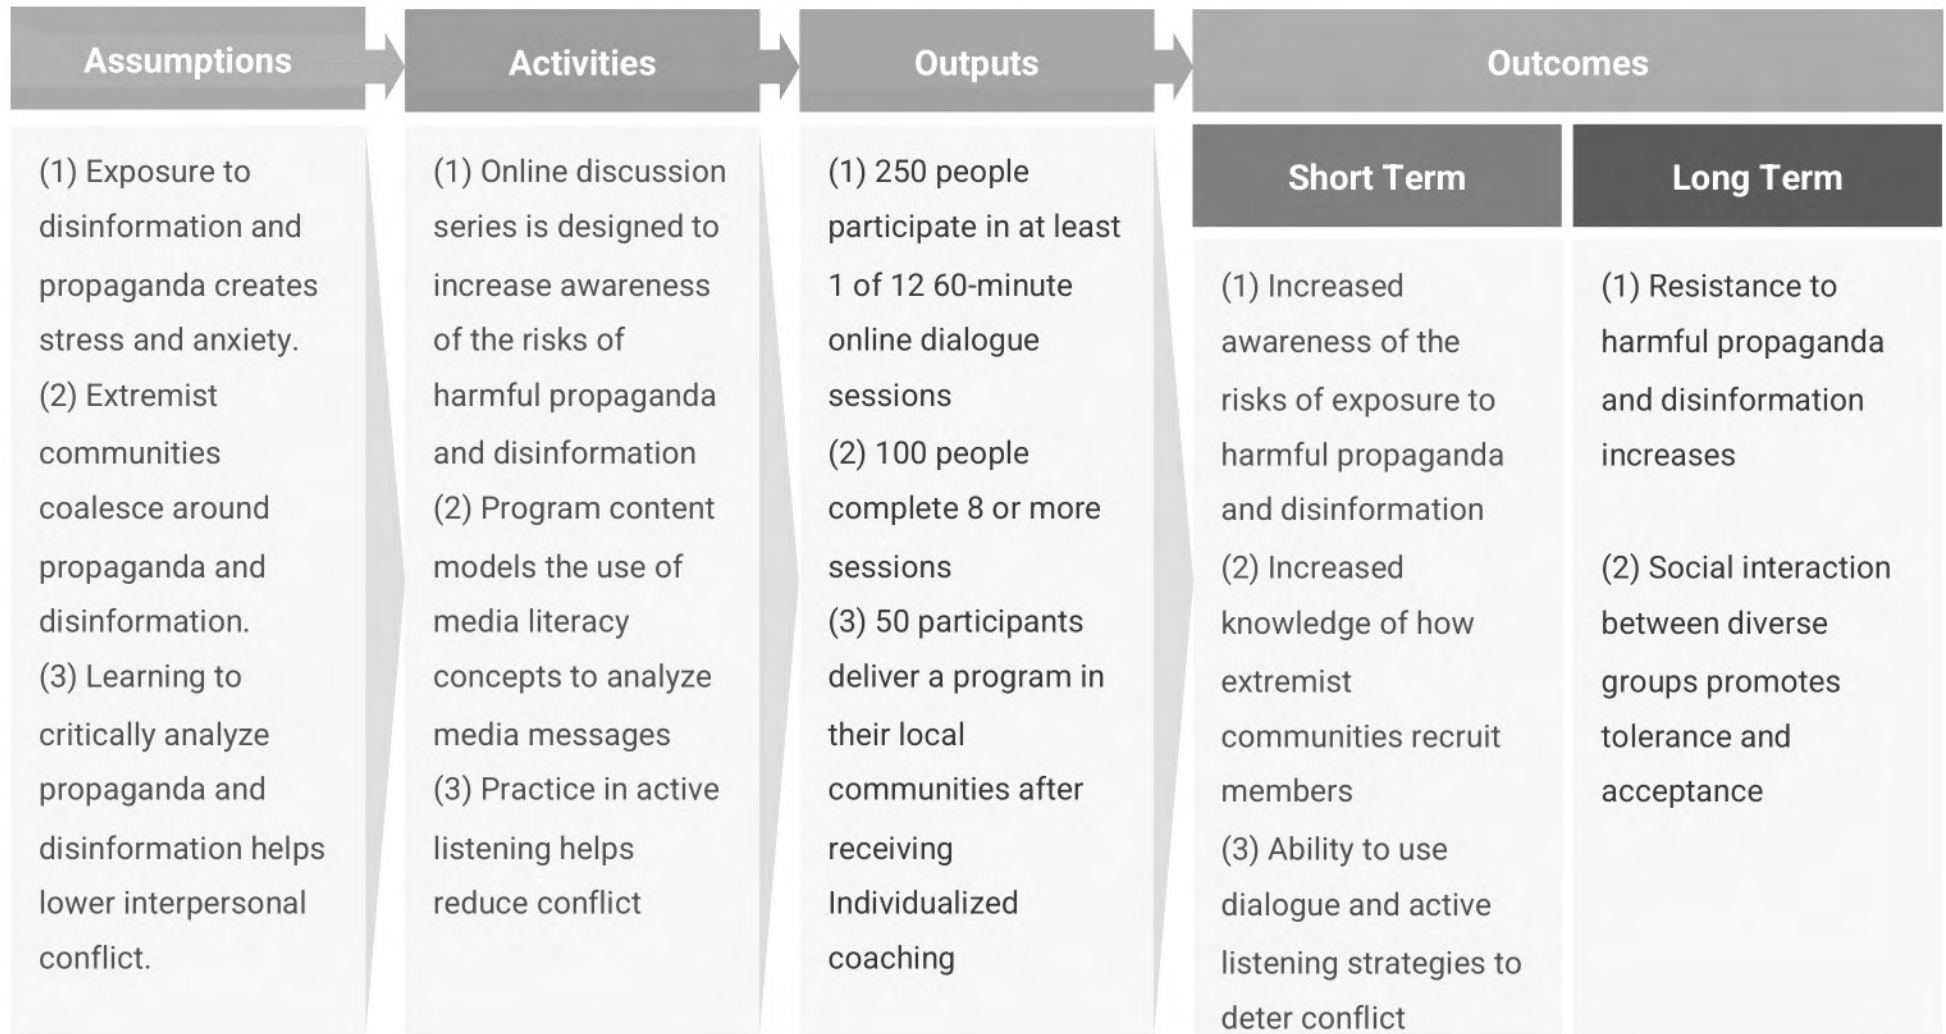 Assumptions
Activities
Outputs
Outcomes
(1) Exposure to
disinformation and
propaganda creates
stress and anxiety.
(2) Extremist
communities
coalesce around
propaganda and
disinformation.
(3) Learning to
critically analyze
propaganda and
disinformation helps
lower interpersonal
conflict.
(1) Online discussion
series is designed to
increase awareness
of the risks of
harmful propaganda
and disinformation
(2) Program content
models the use of
media literacy
concepts to analyze
media messages
(3) Practice in active
listening helps
reduce conflict
(1) 250 people
participate in at least
1 of 12 60-minute
online dialogue
sessions
(2) 100 people
complete 8 or more
sessions
(3) 50 participants
deliver a program in
their local
communities after
receiving
Individualized
coaching
Short Term
(1) Increased
awareness of the
risks of exposure to
harmful propaganda
and disinformation
(2) Increased
knowledge of how
extremist
communities recruit
members
(3) Ability to use
dialogue and active
listening strategies to
deter conflict
Long Term
(1) Resistance to
harmful propaganda
and disinformation
increases
(2) Social interaction
between diverse
groups promotes
tolerance and
acceptance